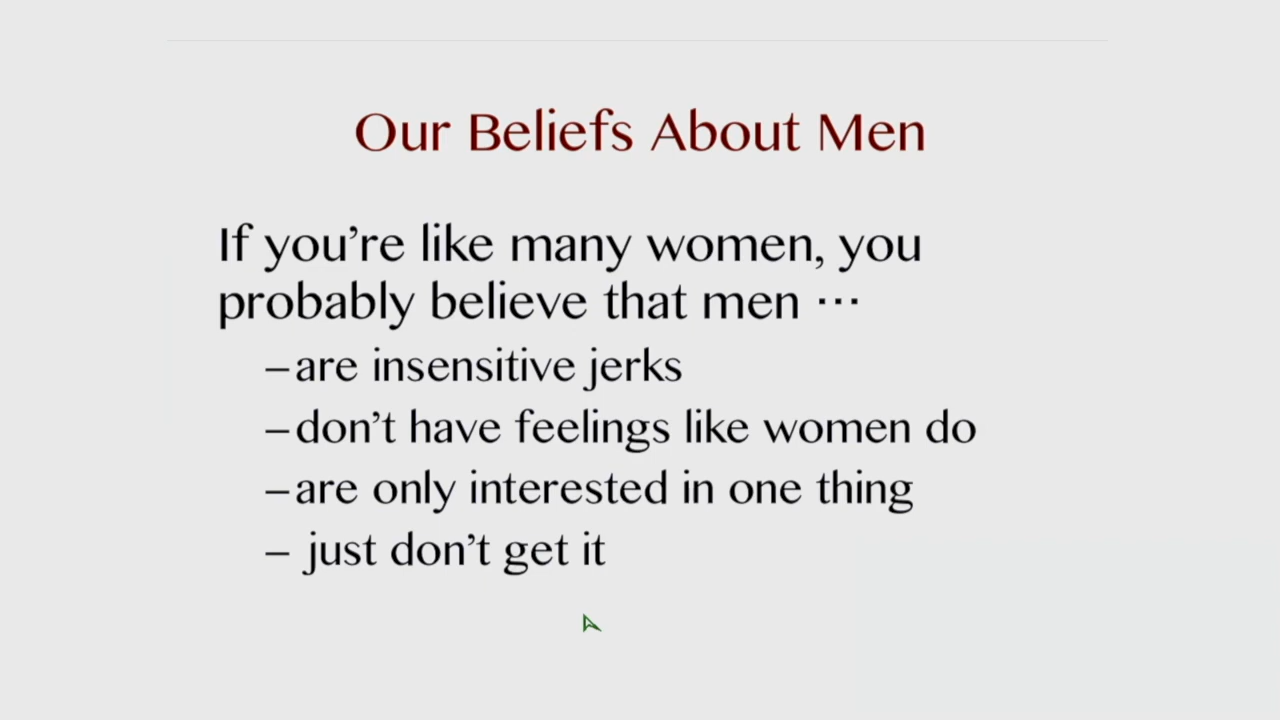 Our Beliefs About Men
If you’re like many women, you
probably believe that men ···
–are insensitive jerks
–don’t have feelings like women do
–are only interested in one thing
– just don’t get it